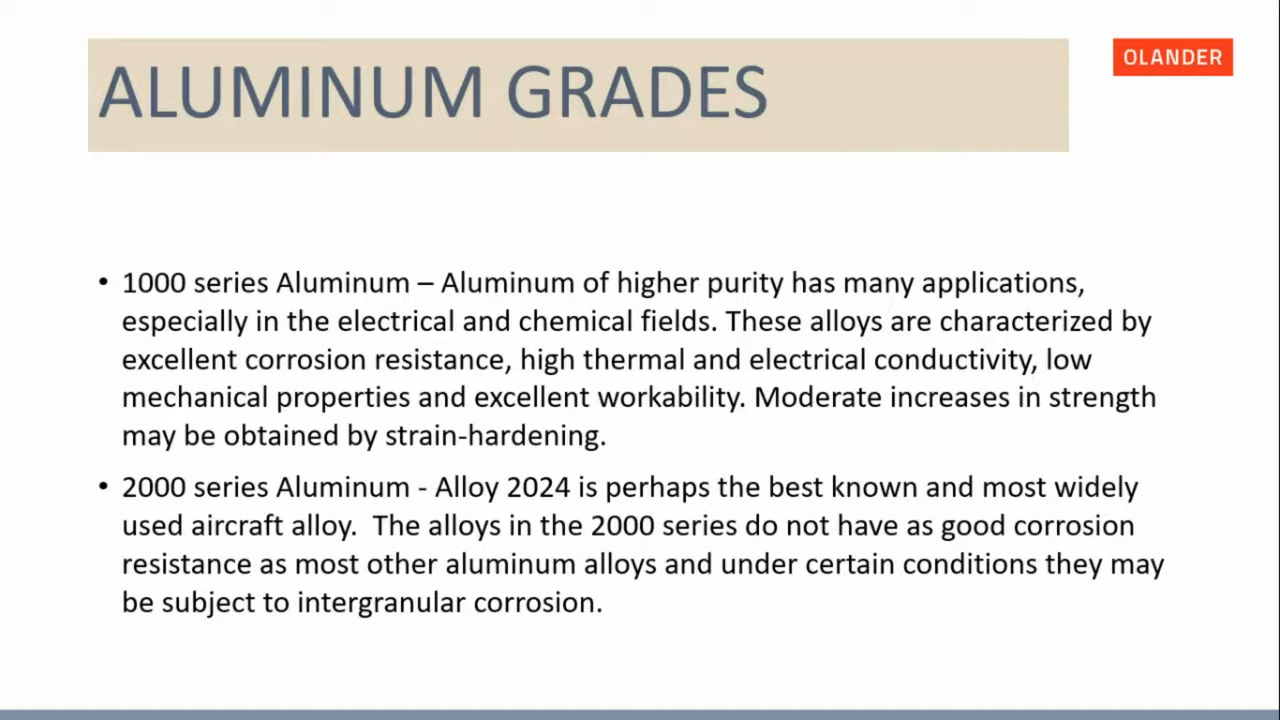 ALUMINUM GRADES
OLANDER
• 1000 series Aluminum – Aluminum of higher purity has many applications,
especially in the electrical and chemical fields. These alloys are characterized by
excellent corrosion resistance, high thermal and electrical conductivity, low
mechanical properties and excellent workability. Moderate increases in strength
may be obtained by strain-hardening.
• 2000 series Aluminum - Alloy 2024 is perhaps the best known and most widely
used aircraft alloy.  The alloys in the 2000 series do not have as good corrosion
resistance as most other aluminum alloys and under certain conditions they may
be subject to intergranular corrosion.